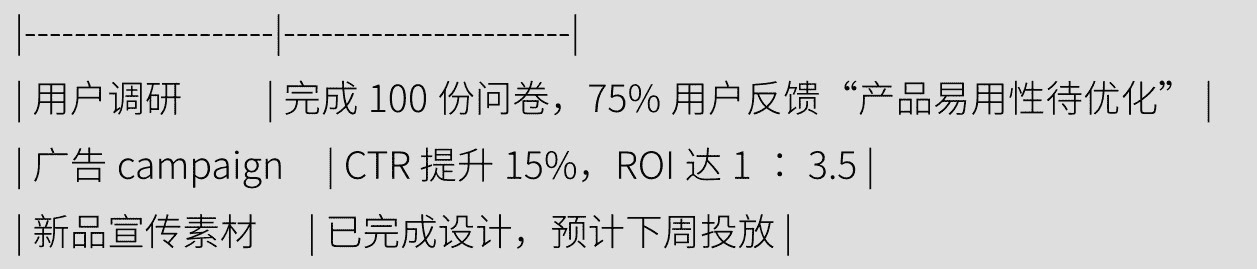 |--------------------|-----------------------|
| 用户调研 | 完成 100 份问卷，75% 用户反馈“产品易用性待优化” |
| 广告 campaign | CTR 提升 15%，ROI 达 1 ： 3.5 |
| 新品宣传素材 | 已完成设计，预计下周投放 |